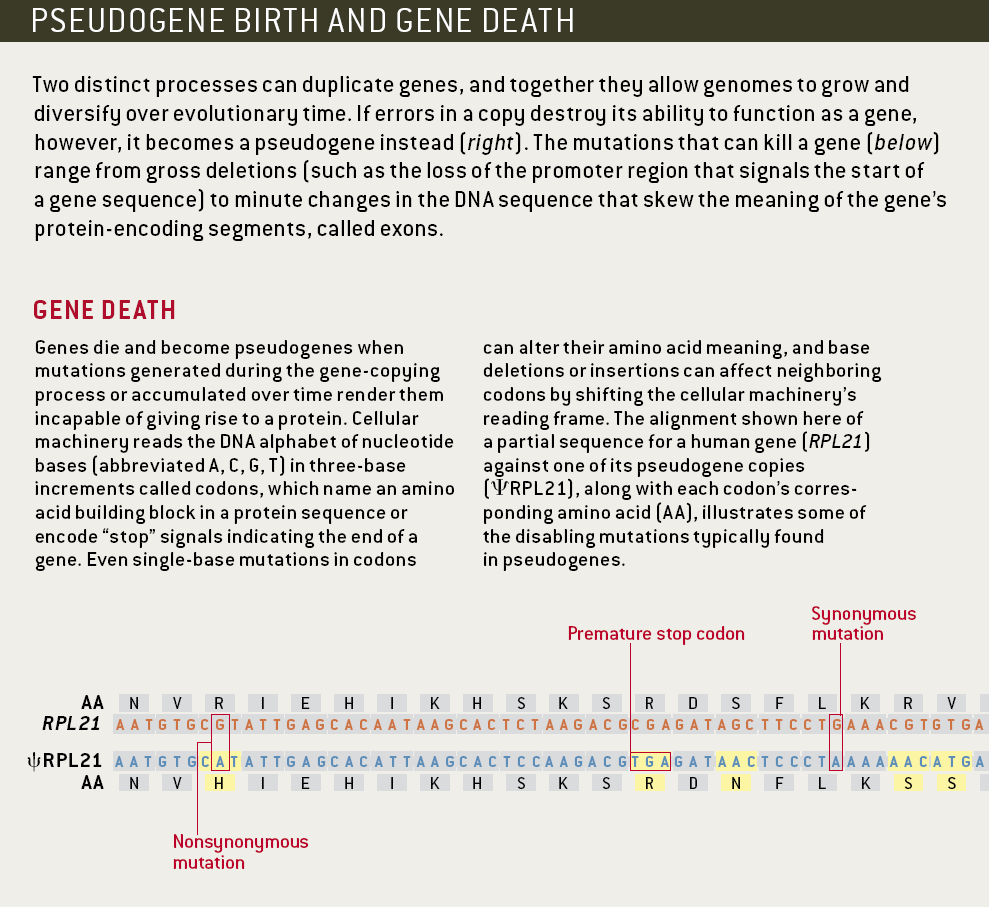 PSEUDOGENE BIRTH AND GENE DEATH
Two distinct processes can duplicate genes, and together they allow genomes to grow and
diversify over evolutionary time. If errors in a copy destroy its ability to function as a gene,
however, it becomes a pseudogene instead (right). The mutations that can kill a gene (below)
range from gross deletions (such as the loss of the promoter region that signals the start of
a gene sequence) to minute changes in the DNA sequence that skew the meaning of the gene's
protein-encoding segments, called exons.
GENE DEATH
Genes die and become pseudogenes when
mutations generated during the gene-copying
process or accumulated over time render them
incapable of giving rise to a protein. Cellular
machinery reads the DNA alphabet of nucleotide
bases (abbreviated A, C, G, T) in three-base
increments called codons, which name an amino
acid building block in a protein sequence or
encode “stop” signals indicating the end of a
gene. Even single-base mutations in codons
can alter their amino acid meaning, and base
deletions or insertions can affect neighboring
codons by shifting the cellular machinery's
reading frame. The alignment shown here of
a partial sequence for a human gene (RPL21)
against one of its pseudogene copies
(ΨRPL21), along with each codon's corres-
ponding amino acid (AA), illustrates some of
the disabling mutations typically found
in pseudogenes.
Synonymous
mutation
Premature stop codon
AA N V R I E H I K H S K S R D S F L K R V
RPL21 A A T G T G C G T A T T G A G C A C A A T A A G C A C T C T A A G A C G C G A G A T A G C T T C C T G A A A C G T G T G A
ψRPL21 A A T G T G C A T A T T G A G C A C A T T A A G C A C T C C A A G A C G T G A G A T A A C T C C C T A A A A A A C A T G A
AA N V H I E H I K H S K S R D N F L K S S
Nonsynonymous
mutation